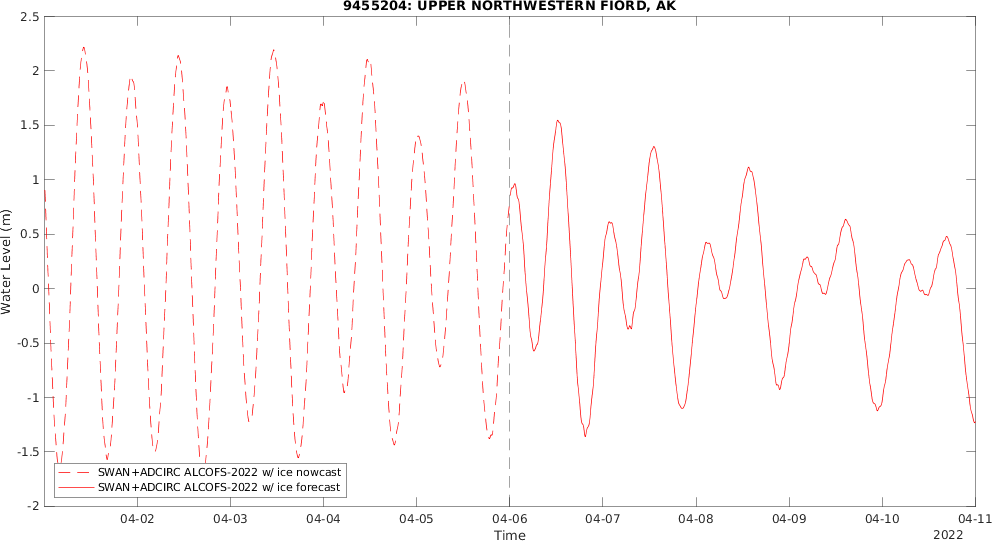 9455204: UPPER NORTHWESTERN FIORD, AK
2.5
2
1.5
1
0.5
0
-0.5
-1
-1.5
-2
Water Level (m)
SWAN+ADCIRC ALCOFS-2022 w/ ice nowcast
SWAN+ADCIRC ALCOFS-2022 w/ ice forecast
04-02 04-03 04-04 04-05 04-06 04-07 04-08 04-09 04-10 04-11
Time
2022